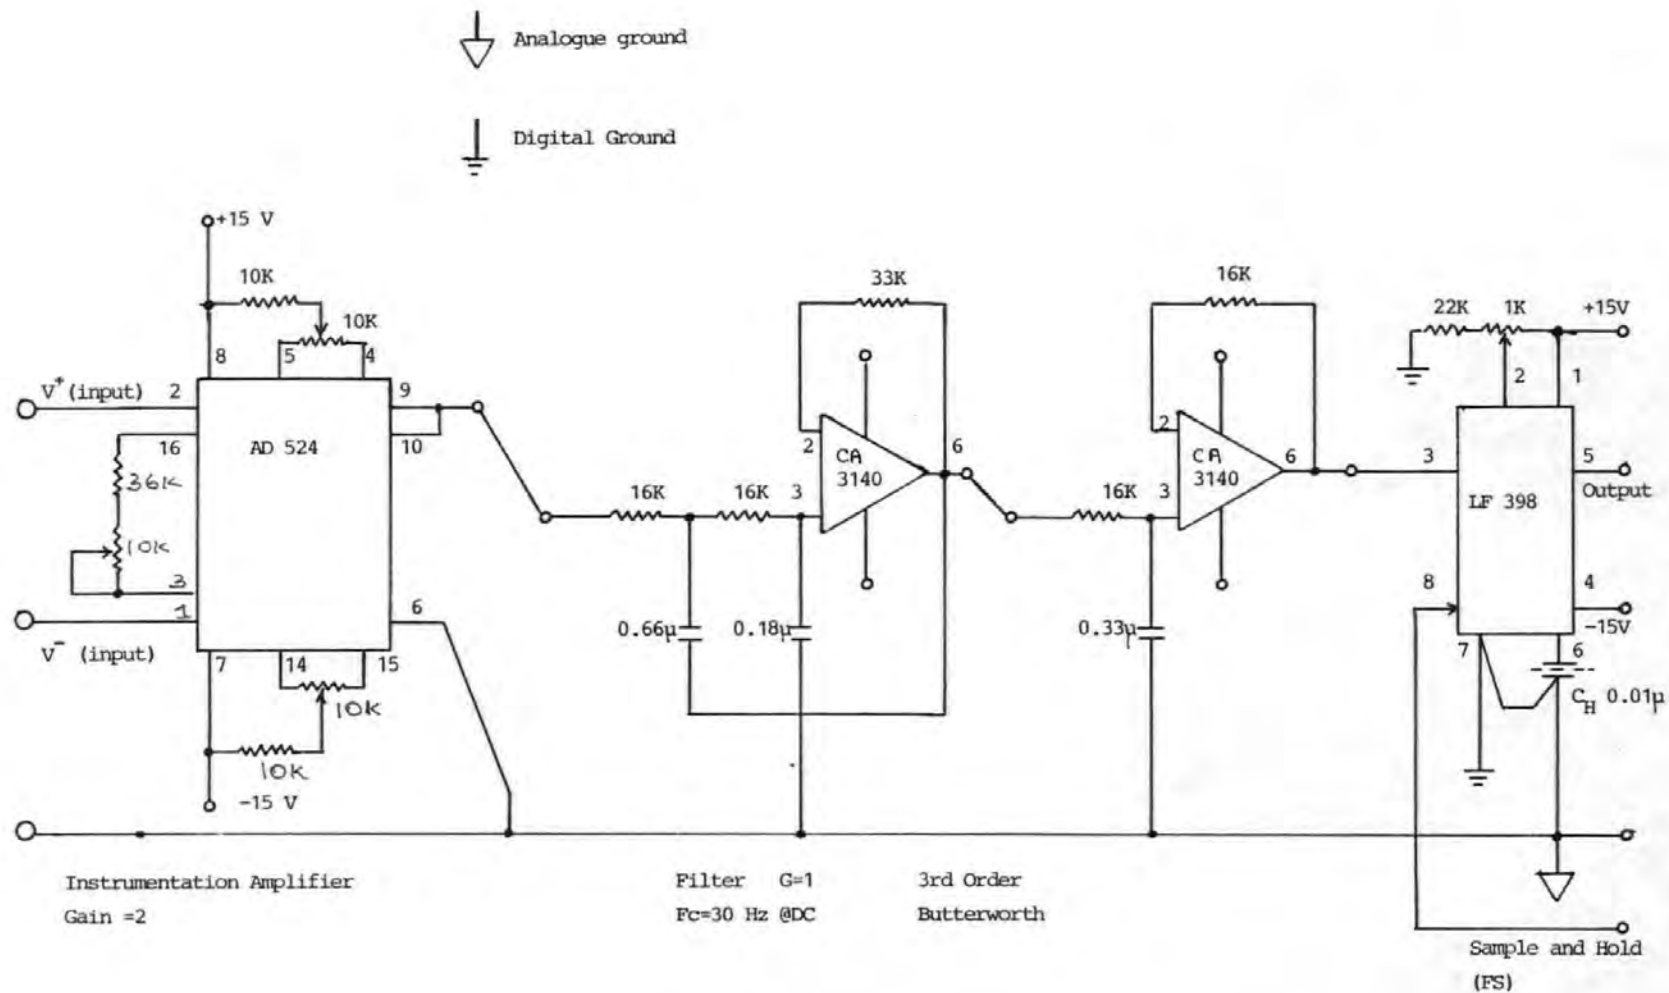 Analogue ground
Digital Ground
+15 V
10K
10K
5
4
8
V+ (input)
2
9
16
10
AD 524
36K
10K
3
1
6
V- (input)
7
14
15
10K
10K
-15 V
Instrumentation Amplifier
Gain =2
33K
2
CA
3140
6
16K
16K
3
0.66µ
0.18µ
Filter G=1
Fc=30 Hz @DC
3rd Order
Butterworth
16K
2
CA
3140
6
16K
3
0.33µ
22K
1K
+15V
2
1
3
5
Output
LF 398
8
4
-15V
7
6
CH 0.01µ
Sample and Hold
(FS)